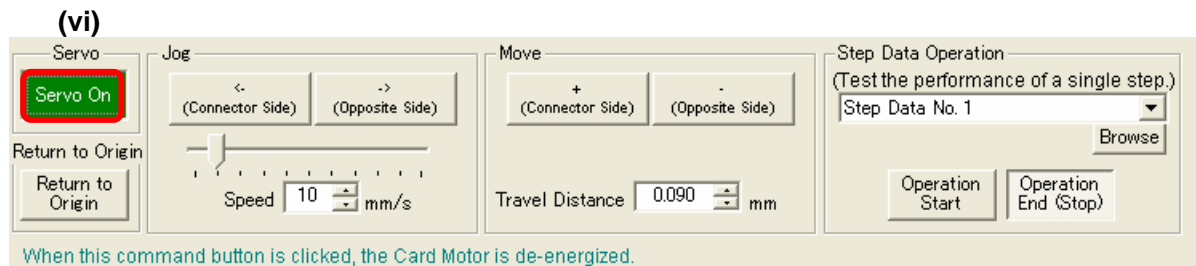 (vi)
Servo
Servo On
Return to Origin
Return to
Origin
Jog
<-
(Connector Side)
->
(Opposite Side)
Speed 10 mm/s
Move
+
(Connector Side)
-
(Opposite Side)
Travel Distance 0.090 mm
Step Data Operation
(Test the performance of a single step.)
Step Data No. 1
Browse
Operation
Start
Operation
End (Stop)
When this command button is clicked, the Card Motor is de-energized.